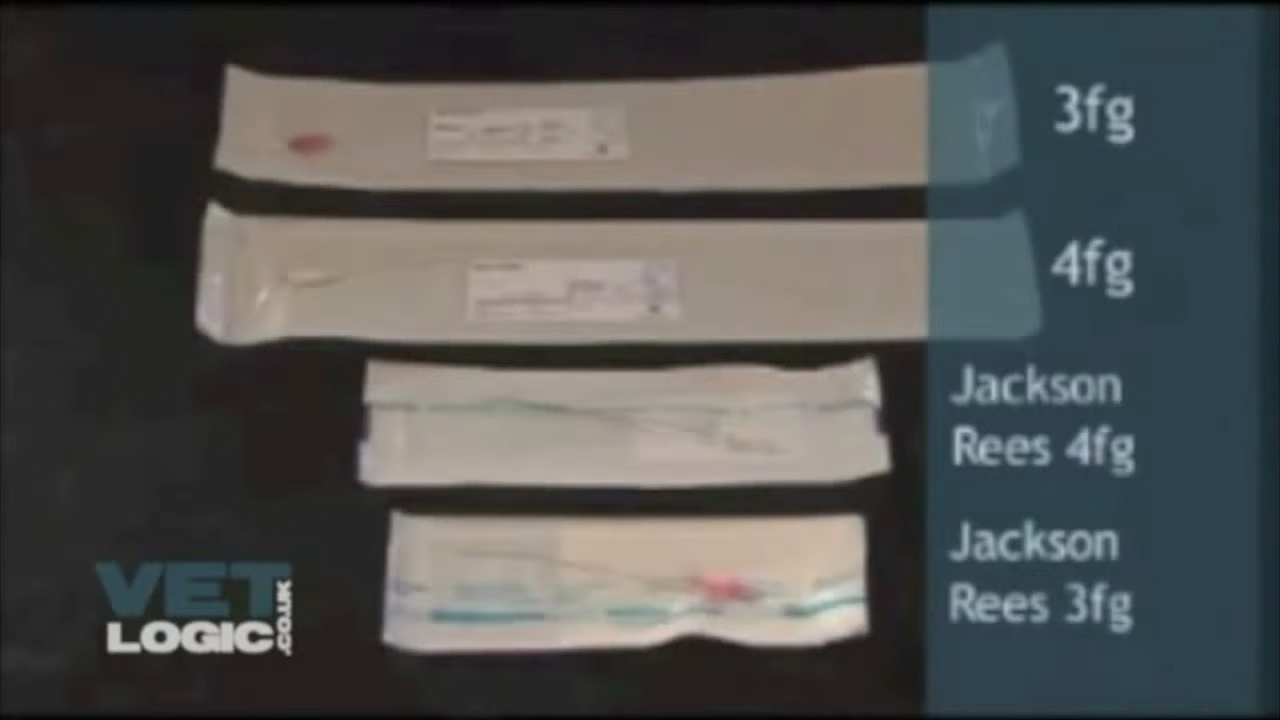 3fg
4fg
Jackson
Rees 4fg
Jackson
Rees 3fg
VET
LOGIC
.CO.UK